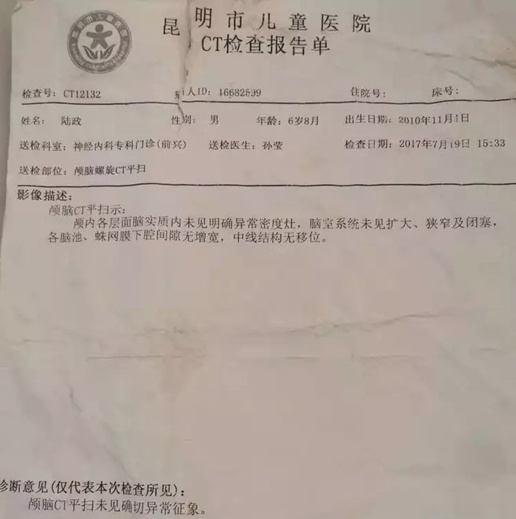 昆明市儿童医院
CT检查报告单
检查号: CT12132 人ID: 16682899 住院号: 床号:
姓名: 陆政 性别: 男 年龄: 6岁8月 出生日期: 2010年11月1日
送检科室: 神经内科专科门诊(前兴) 送检医生: 孙莹 检查日期: 2017年7月19日 15:33
送检部位: 颅脑螺旋CT平扫
影像描述:
颅脑CT平扫示:
颅内各层面脑实质内未见明确异常密度灶，脑室系统未见扩大、狭窄及闭塞，
各脑池、蛛网膜下腔间隙无增宽，中线结构无移位。
诊断意见(仅代表本次检查所见):
颅脑CT平扫未见确切异常征象。